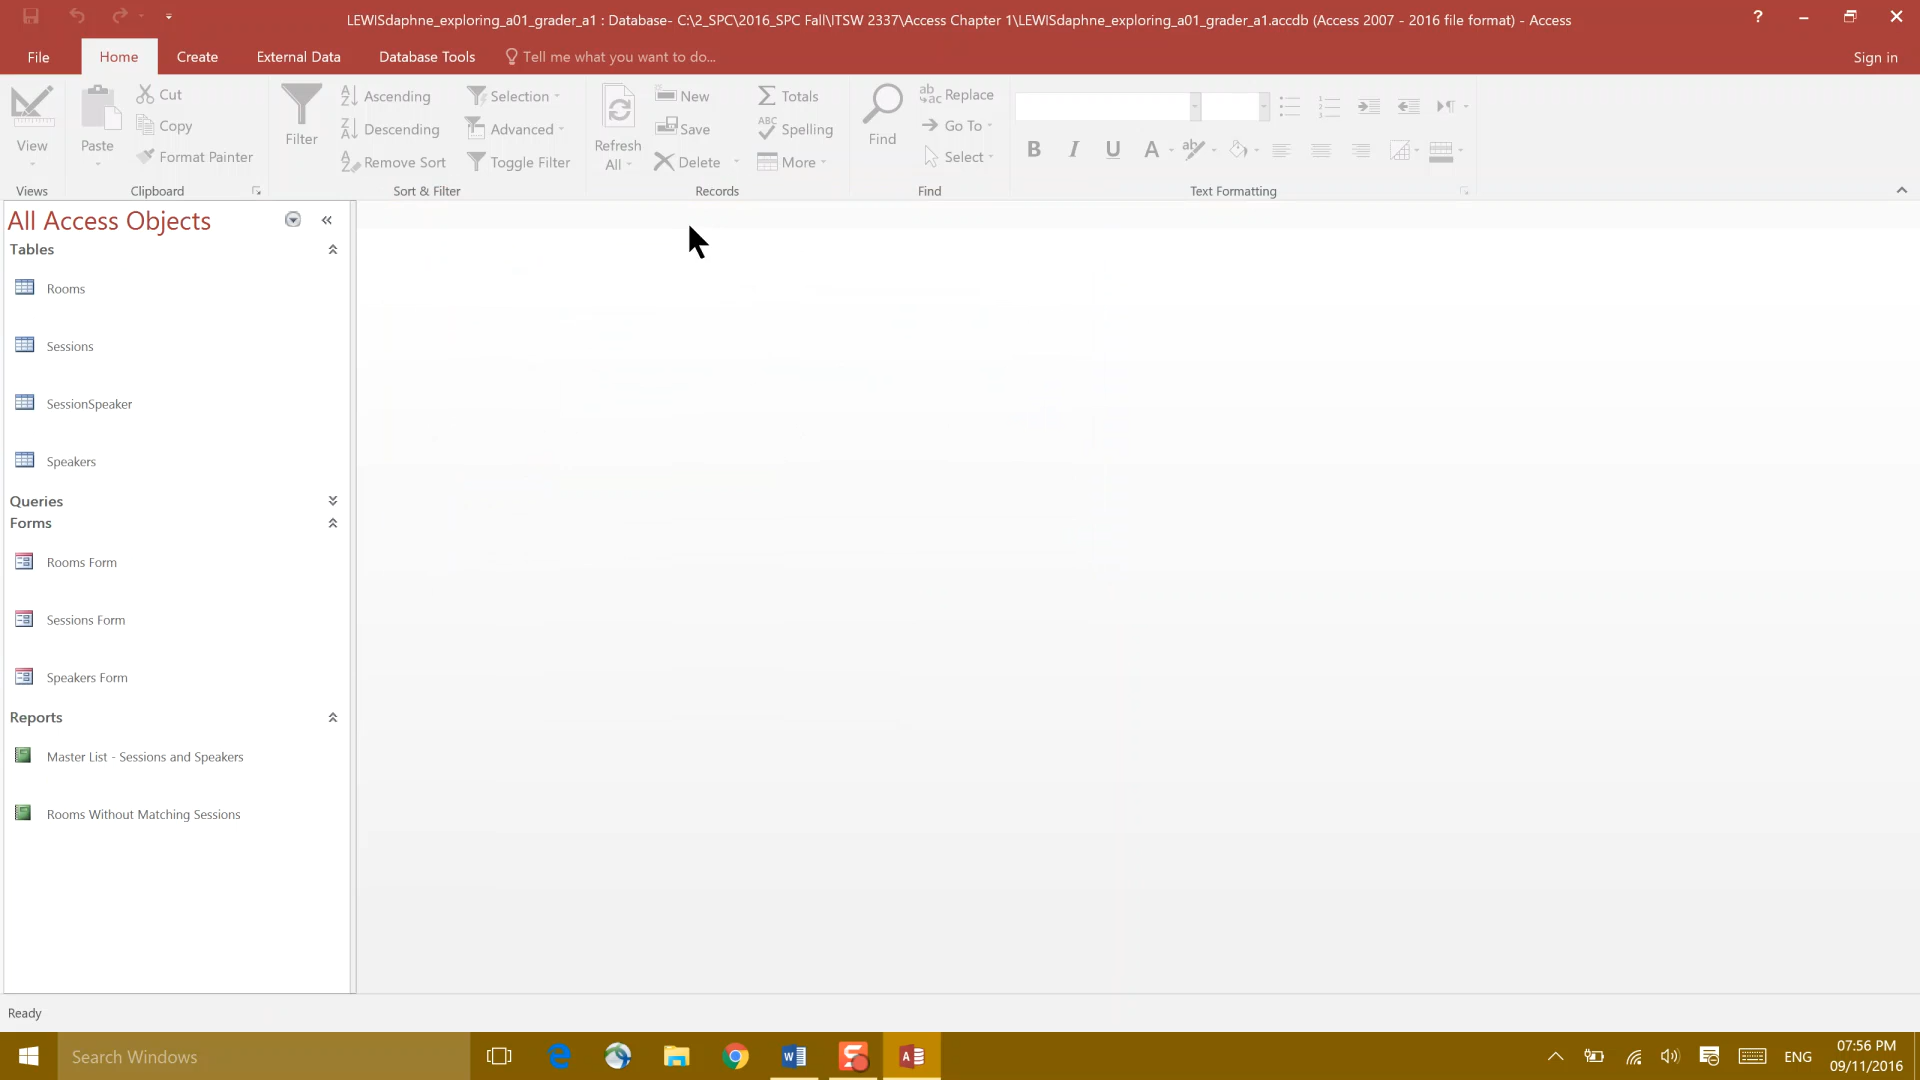 LEWISdaphne_exploring_a01_grader_a1 : Database- C:\2_SPC\2016_SPC Fall\ITSW 2337\Access Chapter 1\LEWISdaphne_exploring_a01_grader_a1.accdb (Access 2007 - 2016 file format) - Access
File Home Create External Data Database Tools Tell me what you want to do... Sign in
View
Views
Paste
Cut
Copy
Format Painter
Clipboard
Filter
Ascending
Descending
Remove Sort
Selection
Advanced
Toggle Filter
Sort & Filter
Refresh
All
New
Save
Delete
Totals
Spelling
More
Records
Find
Replace
Go To
Select
Find
B I U A
Text Formatting
All Access Objects
Tables
Rooms
Sessions
SessionSpeaker
Speakers
Queries
Forms
Rooms Form
Sessions Form
Speakers Form
Reports
Master List - Sessions and Speakers
Rooms Without Matching Sessions
Ready
Search Windows
ENG
07:56 PM
09/11/2016